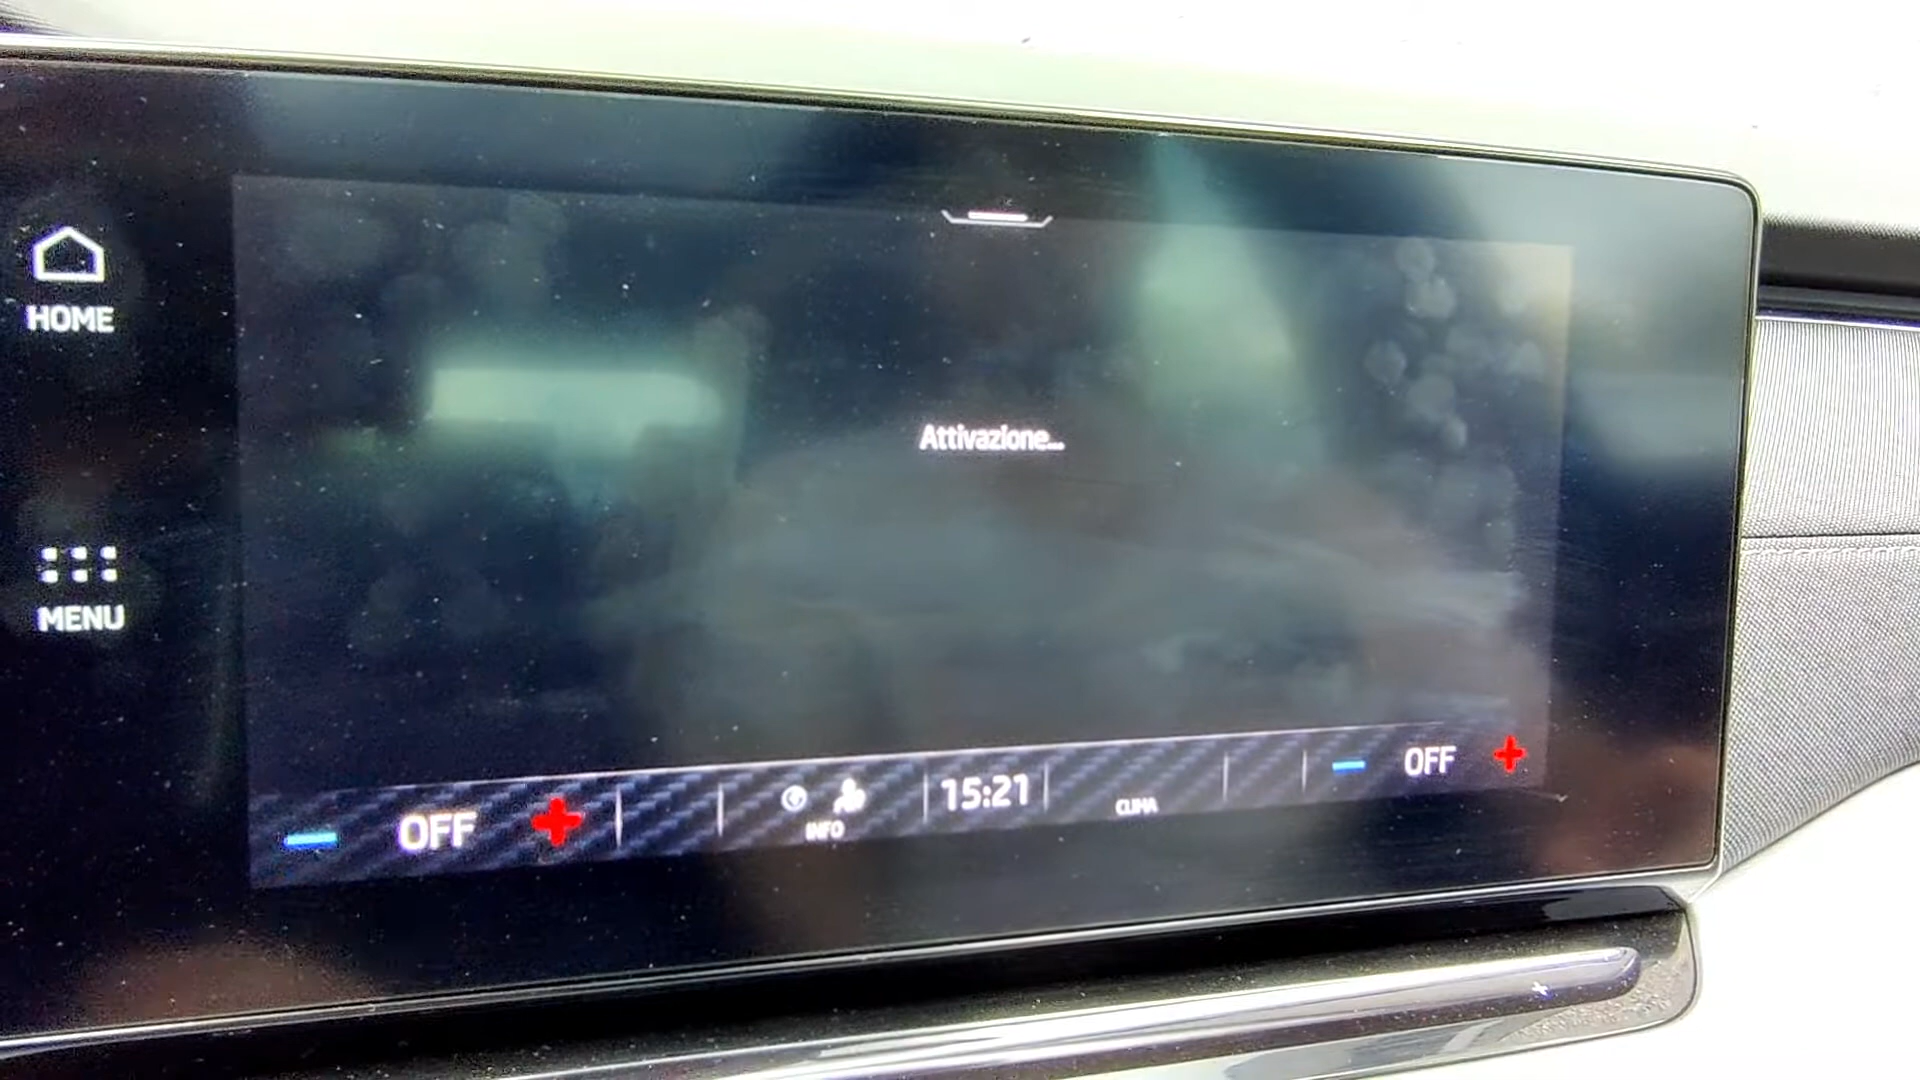 HOME
Attivazione...
MENU
OFF
INFO
15:21
CLIMA
OFF